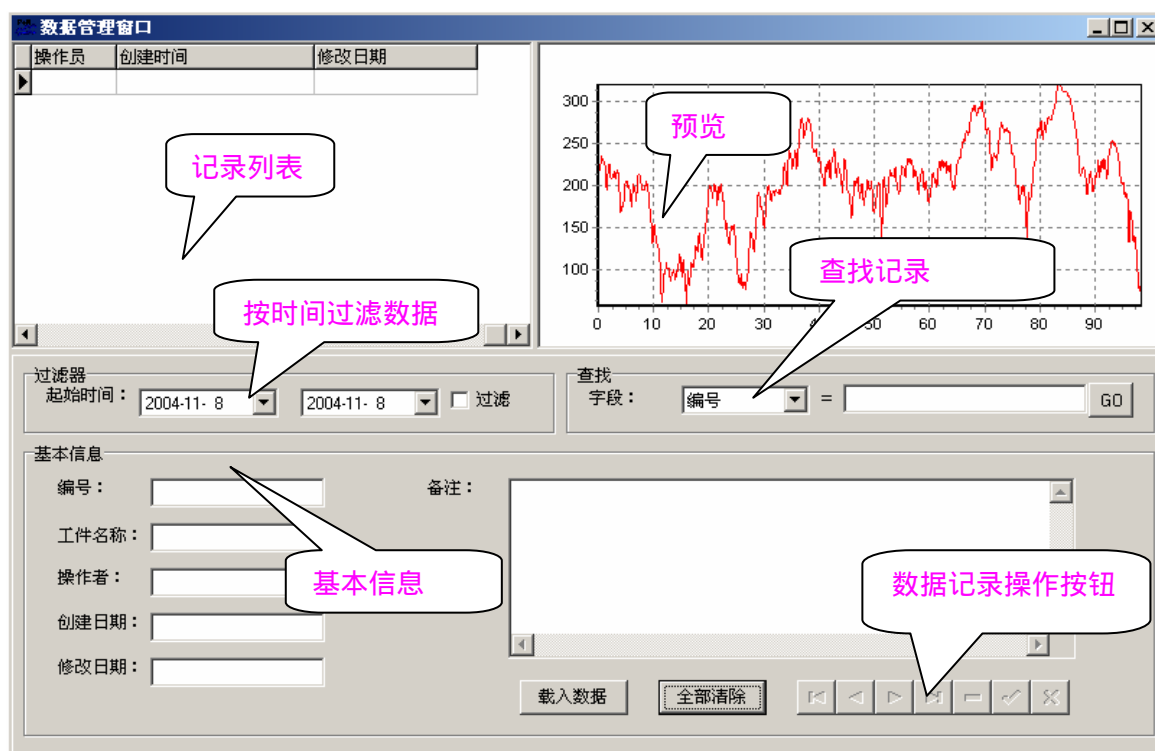 数据管理窗口
操作员 创建时间 修改日期
记录列表
300
250
200
150
100
0 10 20 30 40 50 60 70 80 90
预览
查找记录
按时间过滤数据
过滤器
起始时间： 2004-11- 8 2004-11- 8 过滤
查找
字段： 编号 = GO
基本信息
编号：
工件名称：
操作者：
创建日期：
修改日期：
备注：
基本信息
数据记录操作按钮
载入数据 全部清除